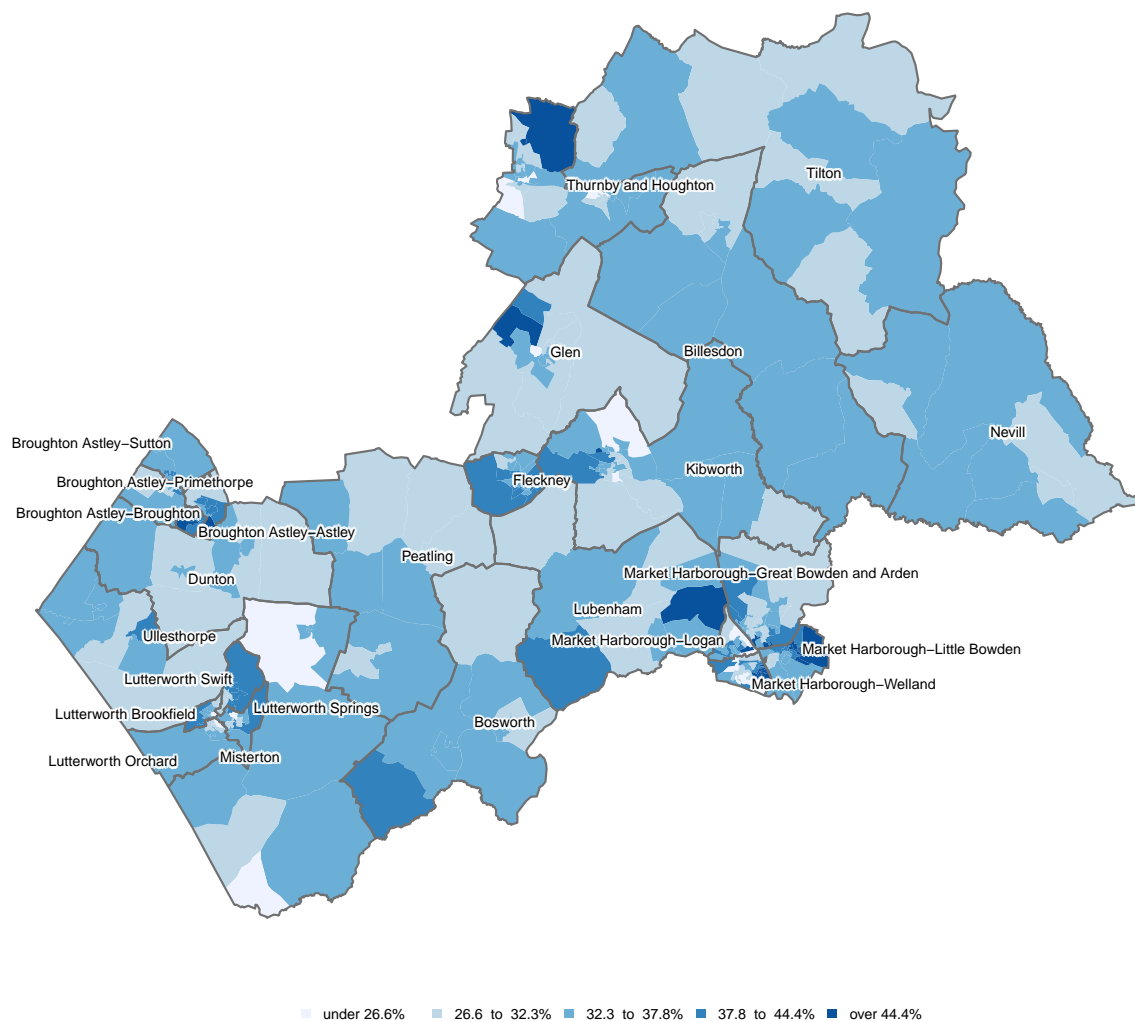 Tilton
Thurnby and Houghton
Glen
Billesdon
Nevill
Broughton Astley−Sutton
Kibworth
Fleckney
Broughton Astley−Primethorpe
Broughton Astley−Broughton
Broughton Astley−Astley
Peatling
Market Harborough−Great Bowden and Arden
Dunton
Lubenham
Ullesthorpe
Market Harborough−Logan
Market Harborough−Little Bowden
Lutterworth Swift
Market Harborough−Welland
Lutterworth Springs
Lutterworth Brookfield
Bosworth
Misterton
Lutterworth Orchard
under 26.6% 26.6 to 32.3% 32.3 to 37.8% 37.8 to 44.4% over 44.4%